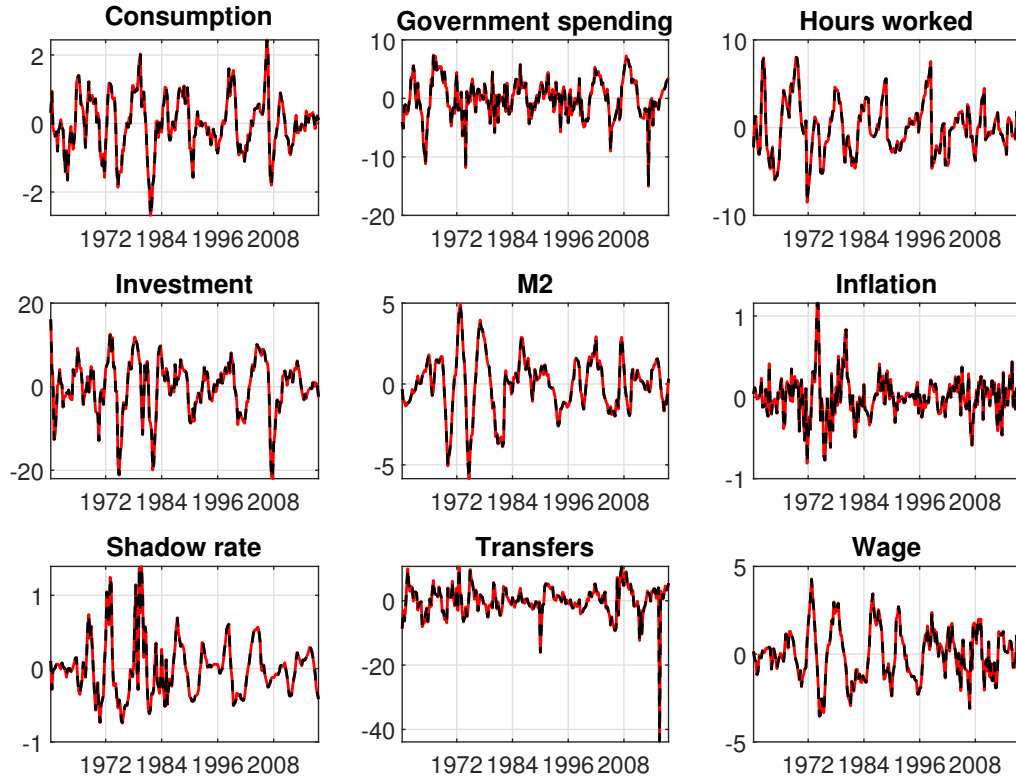 Consumption
2
0
-2
1972 1984 1996 2008
Government spending
10
0
-10
-20
1972 1984 1996 2008
Hours worked
10
0
-10
1972 1984 1996 2008
Investment
20
0
-20
1972 1984 1996 2008
M2
5
0
-5
1972 1984 1996 2008
Inflation
1
0
-1
1972 1984 1996 2008
Shadow rate
1
0
-1
1972 1984 1996 2008
Transfers
0
-20
-40
1972 1984 1996 2008
Wage
5
0
-5
1972 1984 1996 2008